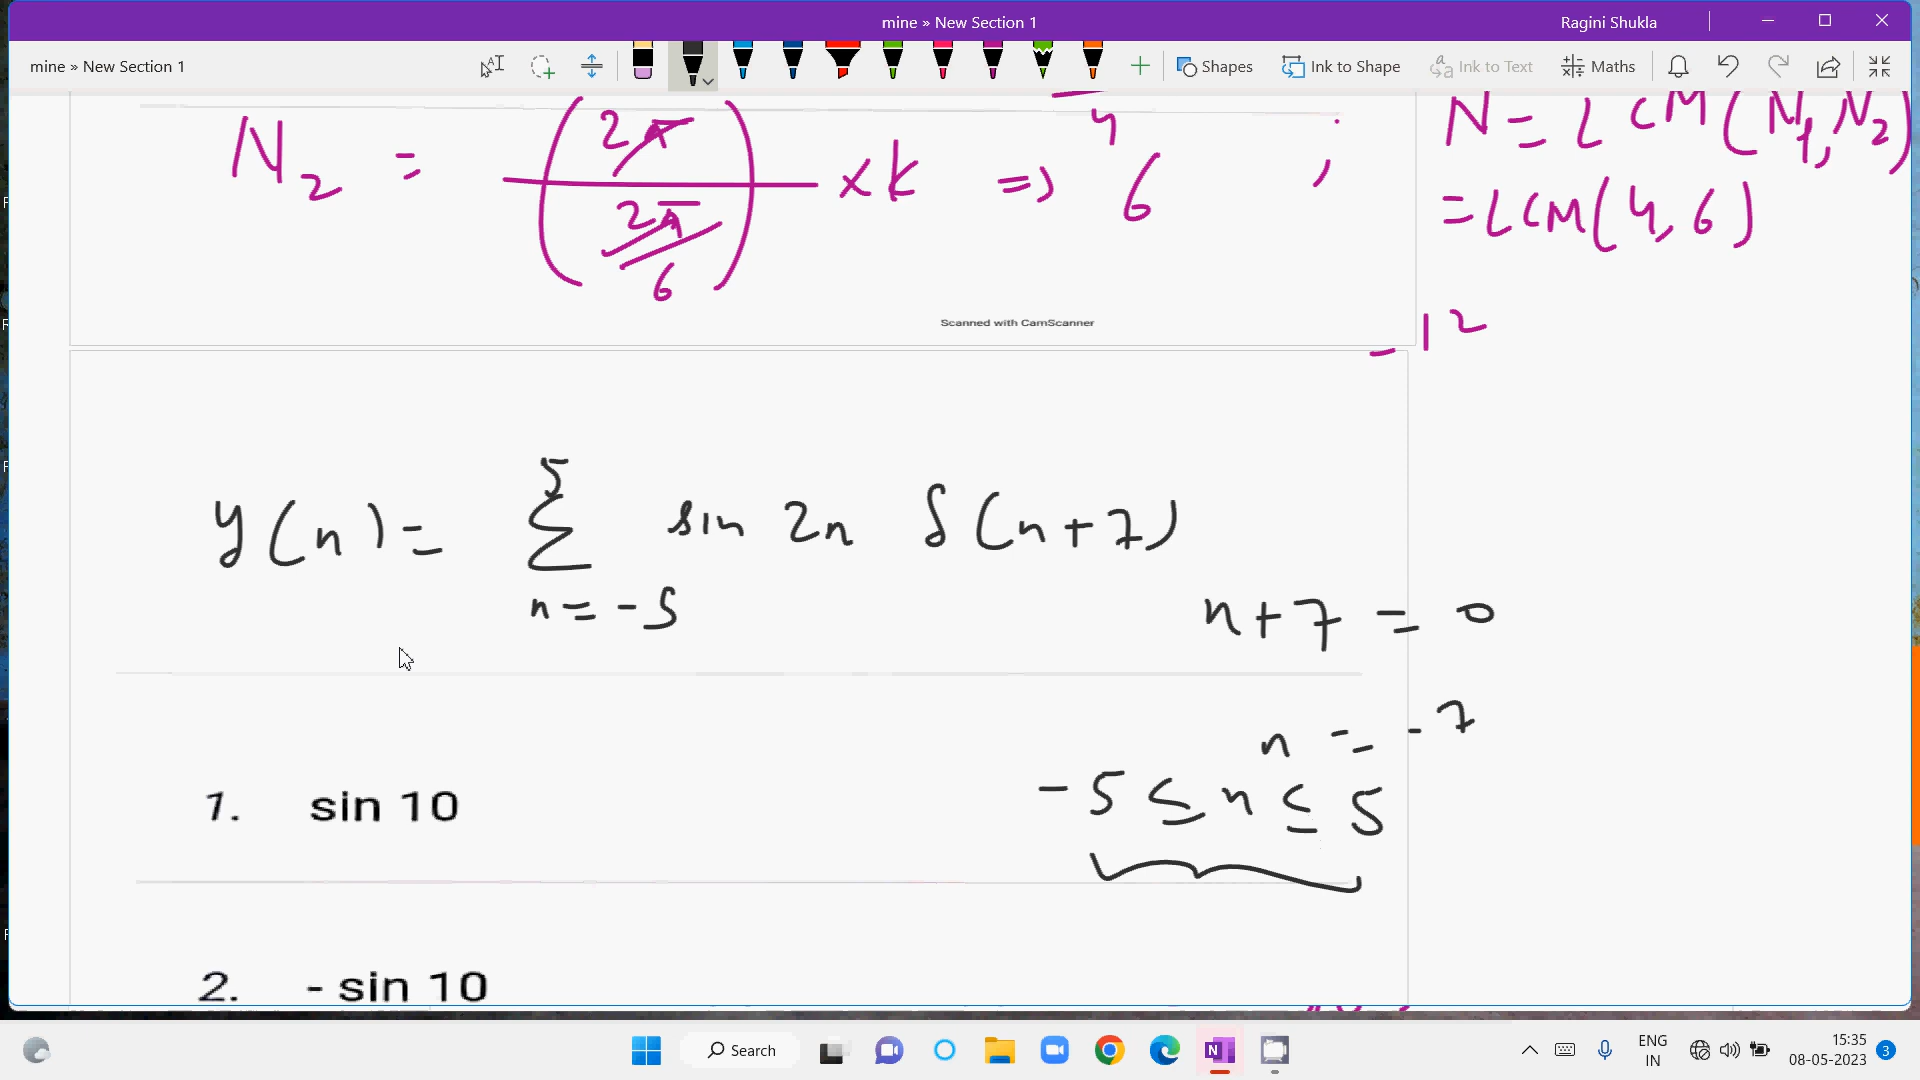 mine » New Section 1
Ragini Shukla
mine » New Section 1
Shapes
Ink to Shape
Ink to Text
Maths
N = LCM(N₁, N₂)
= LCM(4, 6)
= 12
N₂ = (2π / (2π/6)) × k => 6 ;
4
Scanned with CamScanner
y(n) = 5 Σ n = -5 sin 2n δ(n+7)
n+7 = 0
n = -7
-5 ≤ n ≤ 5
1. sin 10
2. - sin 10
Search
ENG
IN
15:35
08-05-2023
3